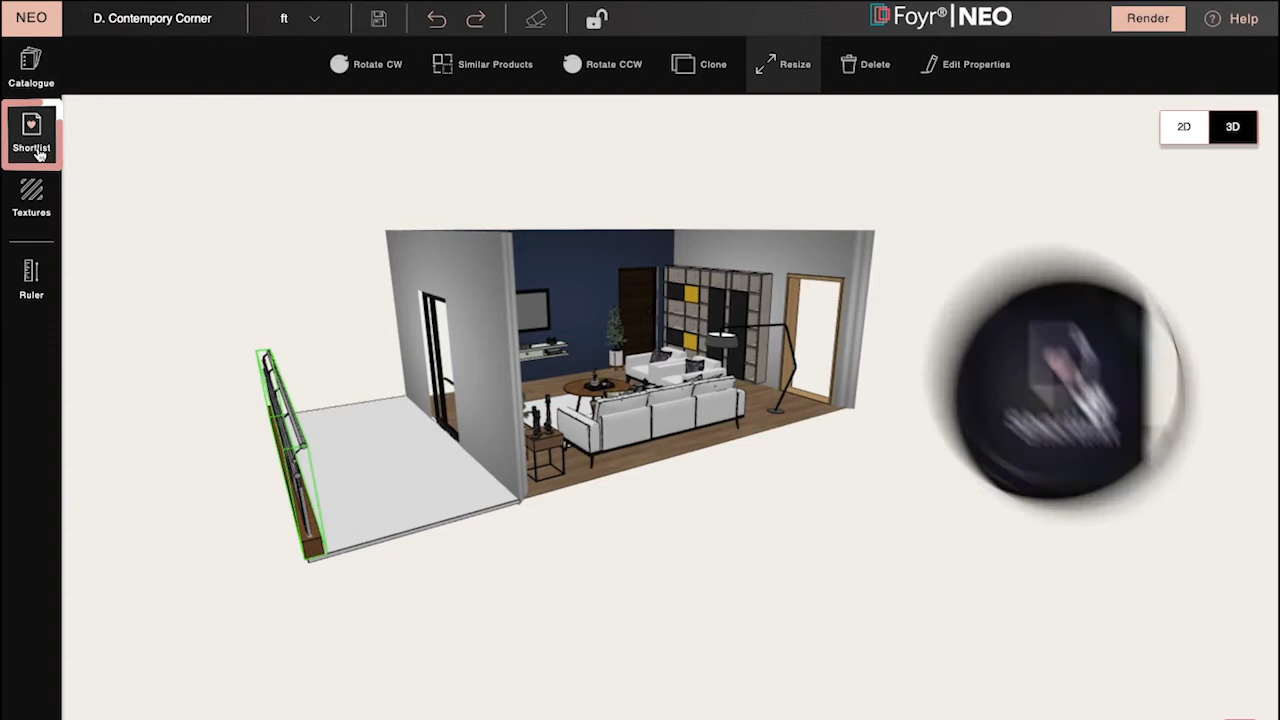 NEO
D. Contempory Corner
ft
Foyr® NEO
Render
? Help
Catalogue
Rotate CW
Similar Products
Rotate CCW
Clone
Resize
Delete
Edit Properties
Shortlist
2D
3D
Textures
Ruler